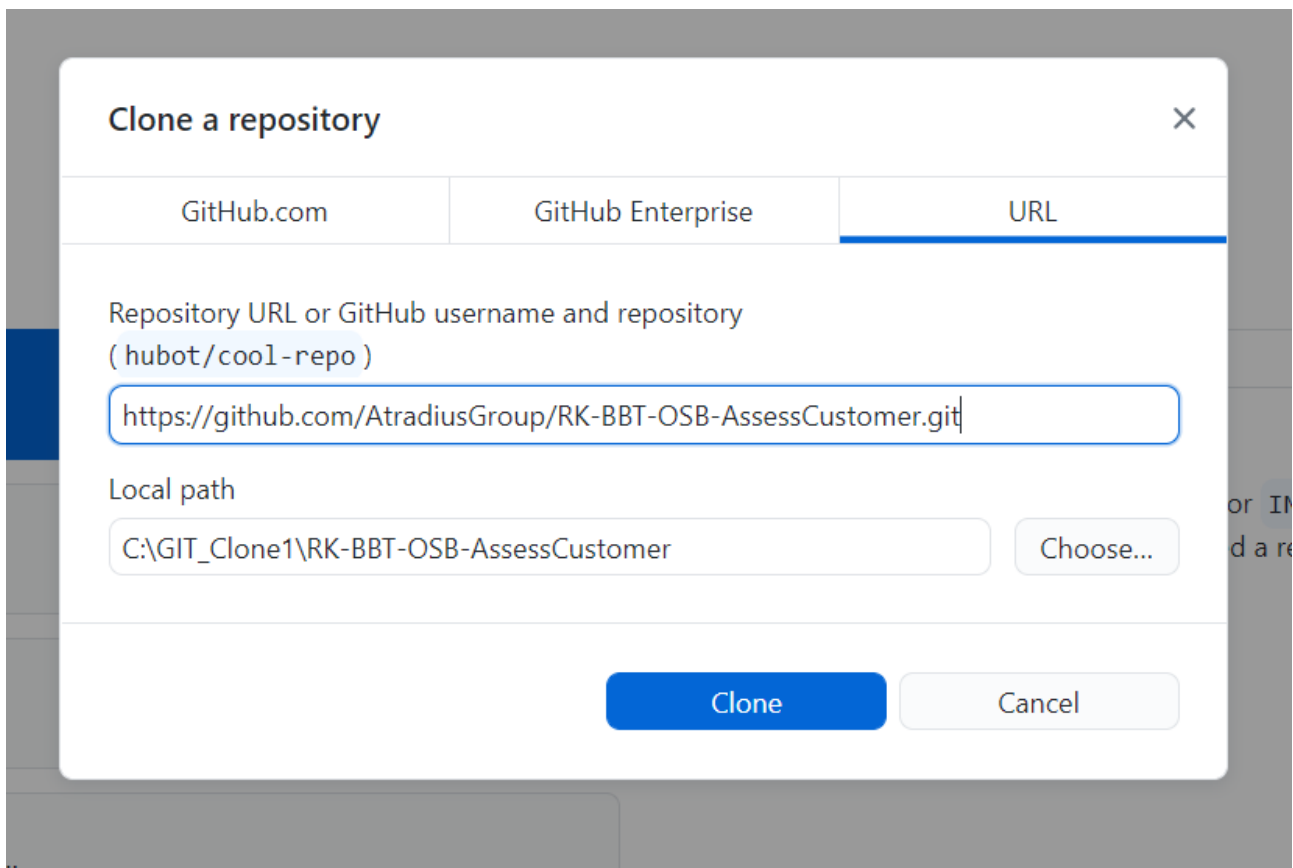 Clone a repository
GitHub.com
GitHub Enterprise
URL
Repository URL or GitHub username and repository
(hubot/cool-repo)
https://github.com/AtradiusGroup/RK-BBT-OSB-AssessCustomer.git
Local path
or
C:\GIT_Clone1\RK-BBT-OSB-AssessCustomer
Choose...
d a
Clone
Cancel